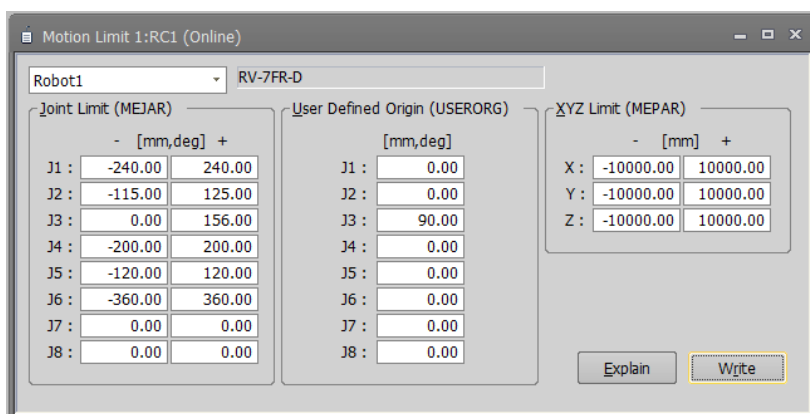 Motion Limit 1:RC1 (Online)
Robot1 RV-7FR-D
Joint Limit (MEJAR) User Defined Origin (USERORG) XYZ Limit (MEPAR)
- [mm,deg] + [mm,deg] - [mm] +
J1 : -240.00 240.00 J1 : 0.00 X : -10000.00 10000.00
J2 : -115.00 125.00 J2 : 0.00 Y : -10000.00 10000.00
J3 : 0.00 156.00 J3 : 90.00 Z : -10000.00 10000.00
J4 : -200.00 200.00 J4 : 0.00
J5 : -120.00 120.00 J5 : 0.00
J6 : -360.00 360.00 J6 : 0.00
J7 : 0.00 0.00 J7 : 0.00
J8 : 0.00 0.00 J8 : 0.00
Explain Write